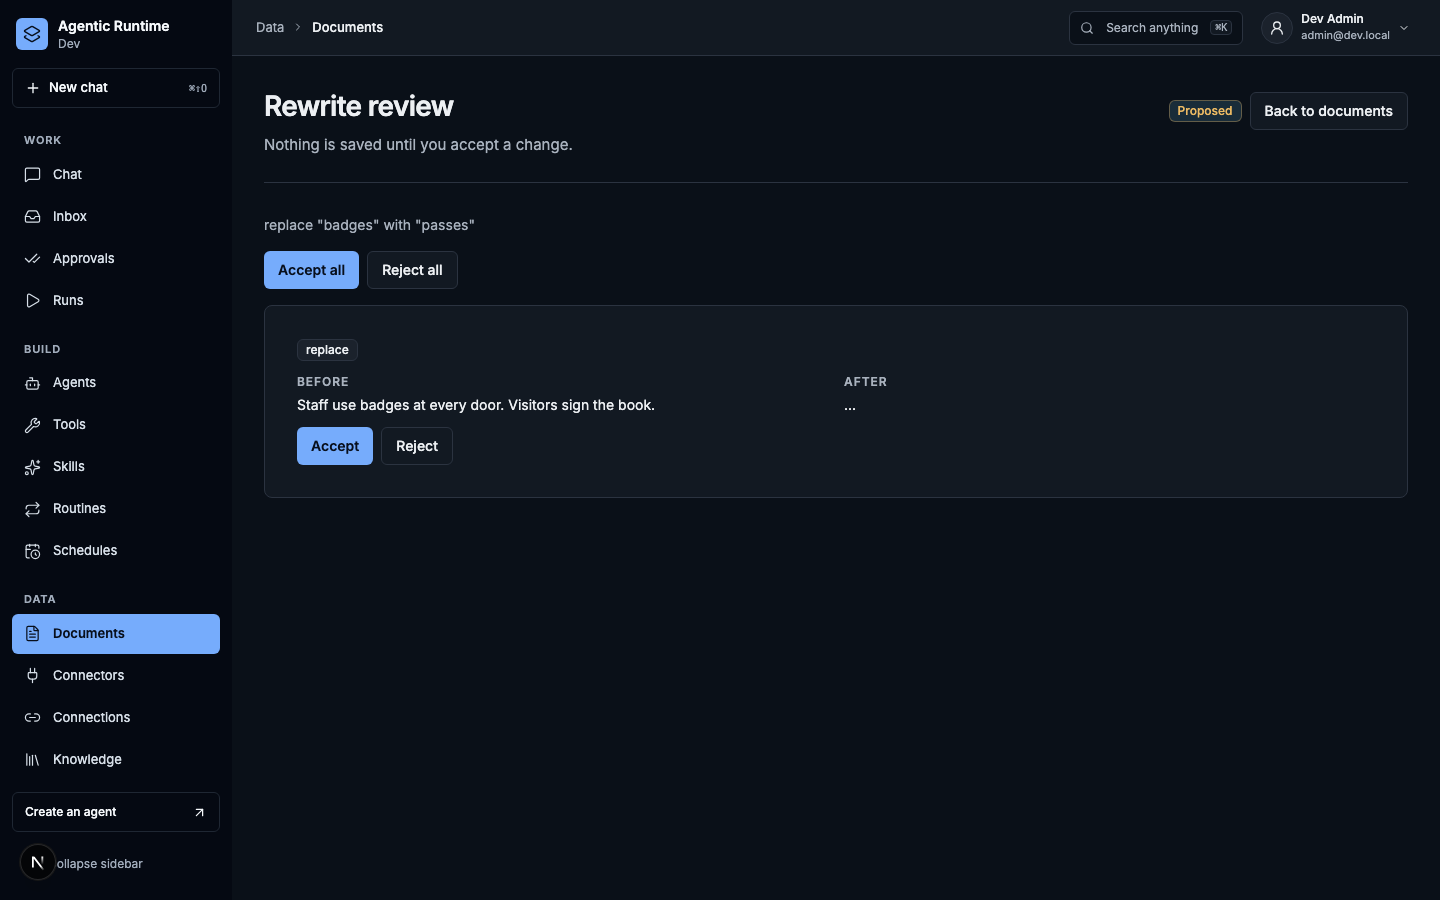 Agentic Runtime
Dev
New chat ⌘⇧O
WORK
Chat
Inbox
Approvals
Runs
BUILD
Agents
Tools
Skills
Routines
Schedules
DATA
Documents
Connectors
Connections
Knowledge
Create an agent
N ollapse sidebar
Data > Documents
Search anything ⌘K
Dev Admin
admin@dev.local
Rewrite review
Proposed
Back to documents
Nothing is saved until you accept a change.
replace "badges" with "passes"
Accept all Reject all
replace
BEFORE
Staff use badges at every door. Visitors sign the book.
AFTER
...
Accept Reject